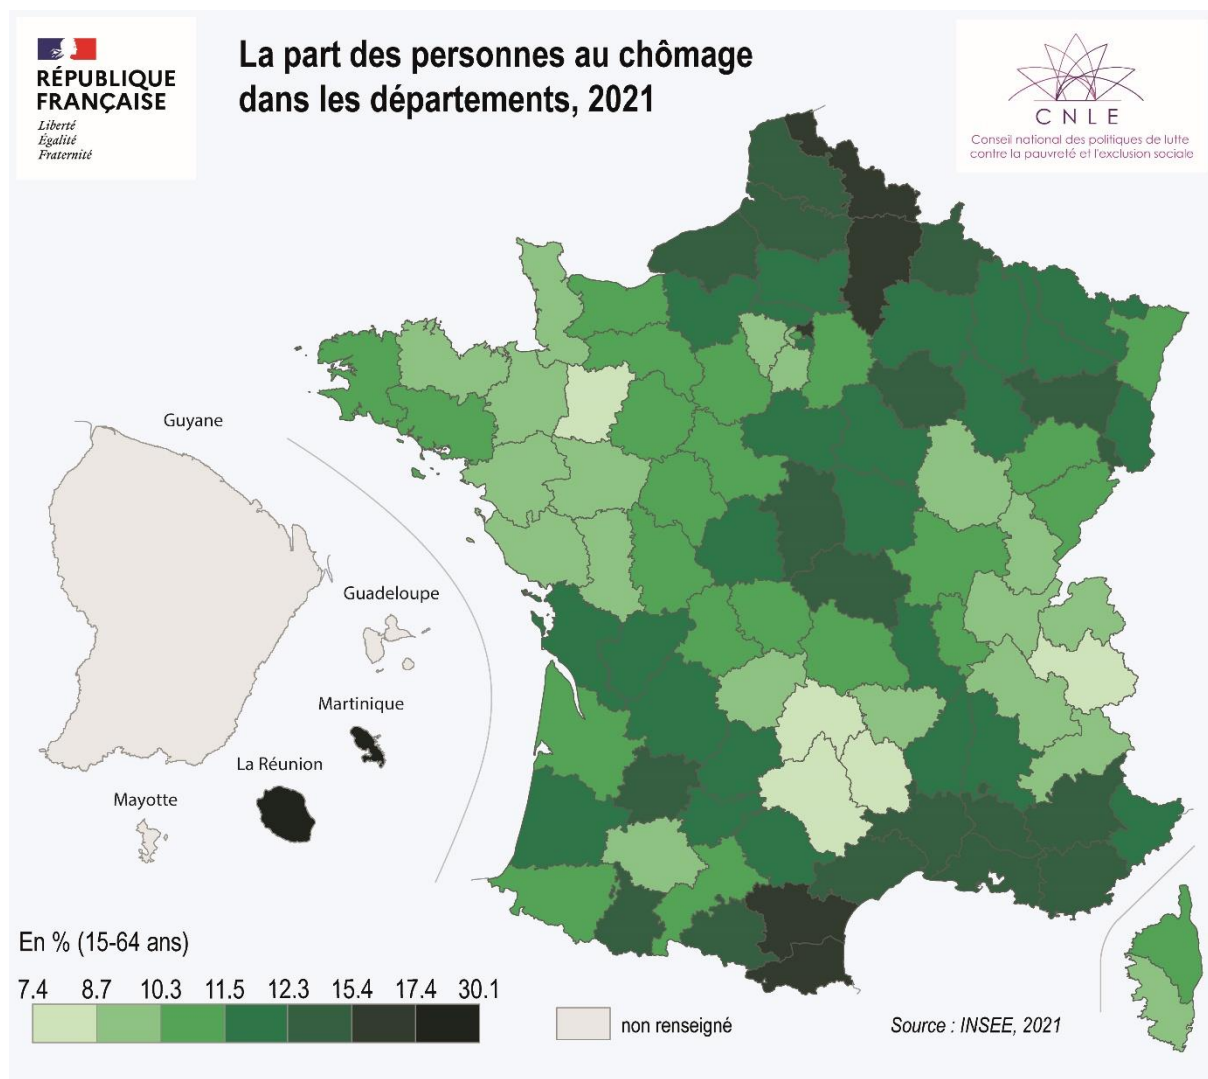 RÉPUBLIQUE
FRANÇAISE
Liberté
Égalité
Fraternité
La part des personnes au chômage
dans les départements, 2021
CNLE
Conseil national des politiques de lutte
contre la pauvreté et l'exclusion sociale
Guyane
Guadeloupe
Martinique
La Réunion
Mayotte
En % (15-64 ans)
7.4 8.7 10.3 11.5 12.3 15.4 17.4 30.1
non renseigné
Source : INSEE, 2021